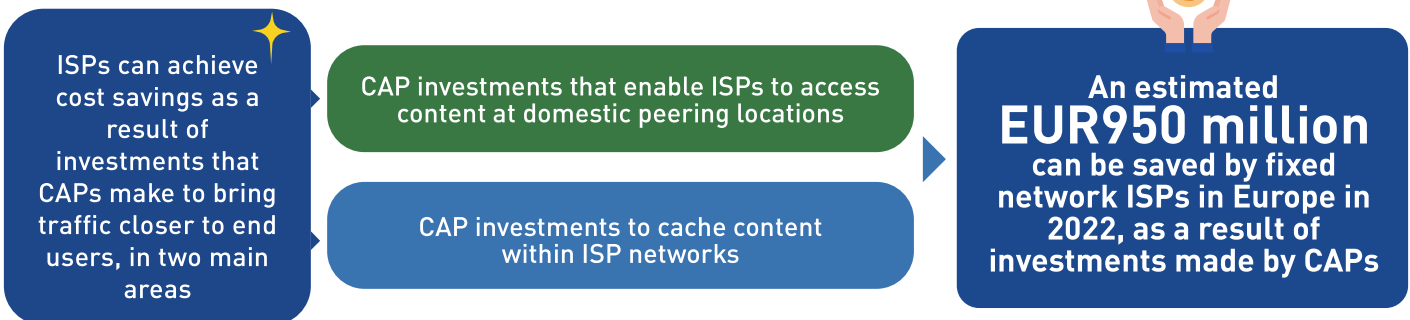 ISPs can achieve
cost savings as a
result of
investments that
CAPs make to bring
traffic closer to end
users, in two main
areas
CAP investments that enable ISPs to access
content at domestic peering locations
CAP investments to cache content
within ISP networks
An estimated
EUR950 million
can be saved by fixed
network ISPs in Europe in
2022, as a result of
investments made by CAPs